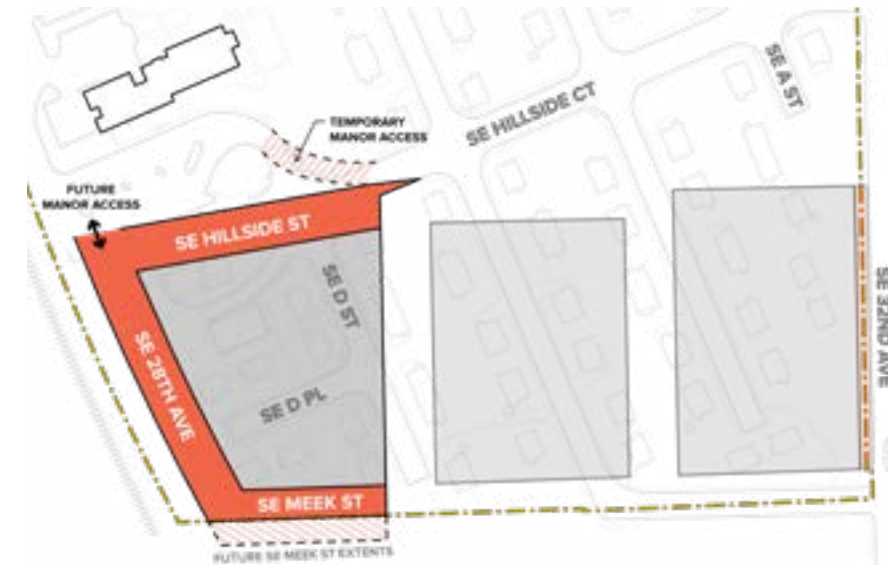 SE A ST
SE HILLSIDE CT
TEMPORARY
MANOR ACCESS
FUTURE
MANOR ACCESS
SE HILLSIDE ST
SE D ST
SE 32ND AVE
SE 28TH AVE
SE D PL
SE MEEK ST
FUTURE SE MEEK ST EXTENTS